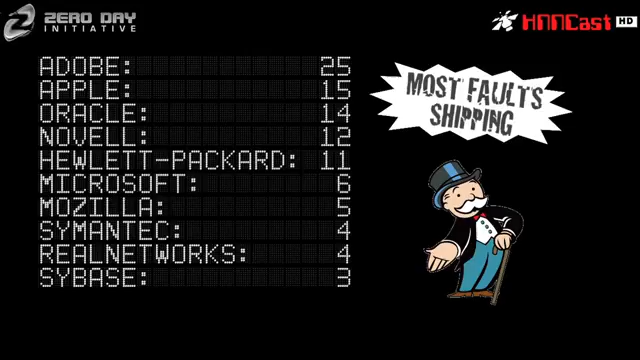 ZERO DAY
INITIATIVE
HNNCast HD
ADOBE: 25
APPLE: 15
ORACLE: 14
NOVELL: 12
HEWLETT-PACKARD: 11
MICROSOFT: 6
MOZILLA: 5
SYMANTEC: 4
REALNETWORKS: 4
SYBASE: 3
MOST FAULTS
SHIPPING